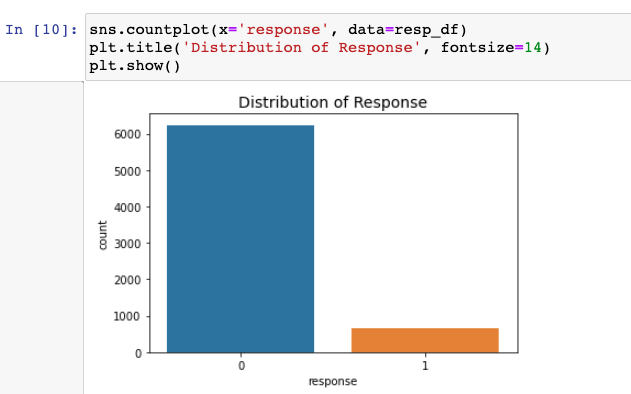 In [10]: sns.countplot(x='response', data=resp_df)
plt.title('Distribution of Response', fontsize=14)
plt.show()
Distribution of Response
6000
5000
4000
3000
2000
1000
0
count
0 1
response